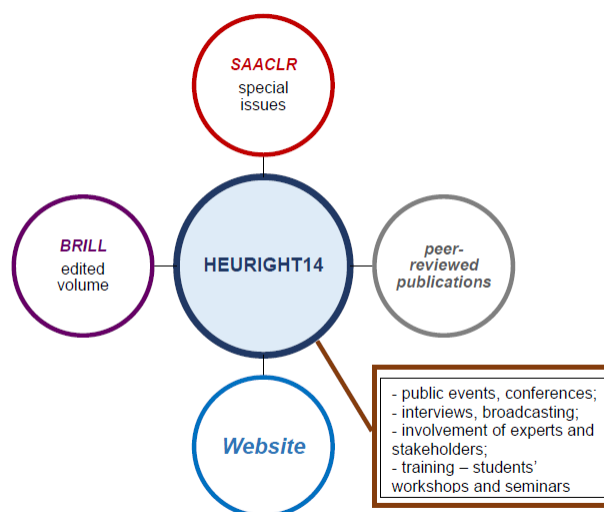 SAACLR
special
issues
BRILL
edited
volume
HEURIGHT14
peer-
reviewed
publications
Website
- public events, conferences;
- interviews, broadcasting;
- involvement of experts and
stakeholders;
- training – students'
workshops and seminars